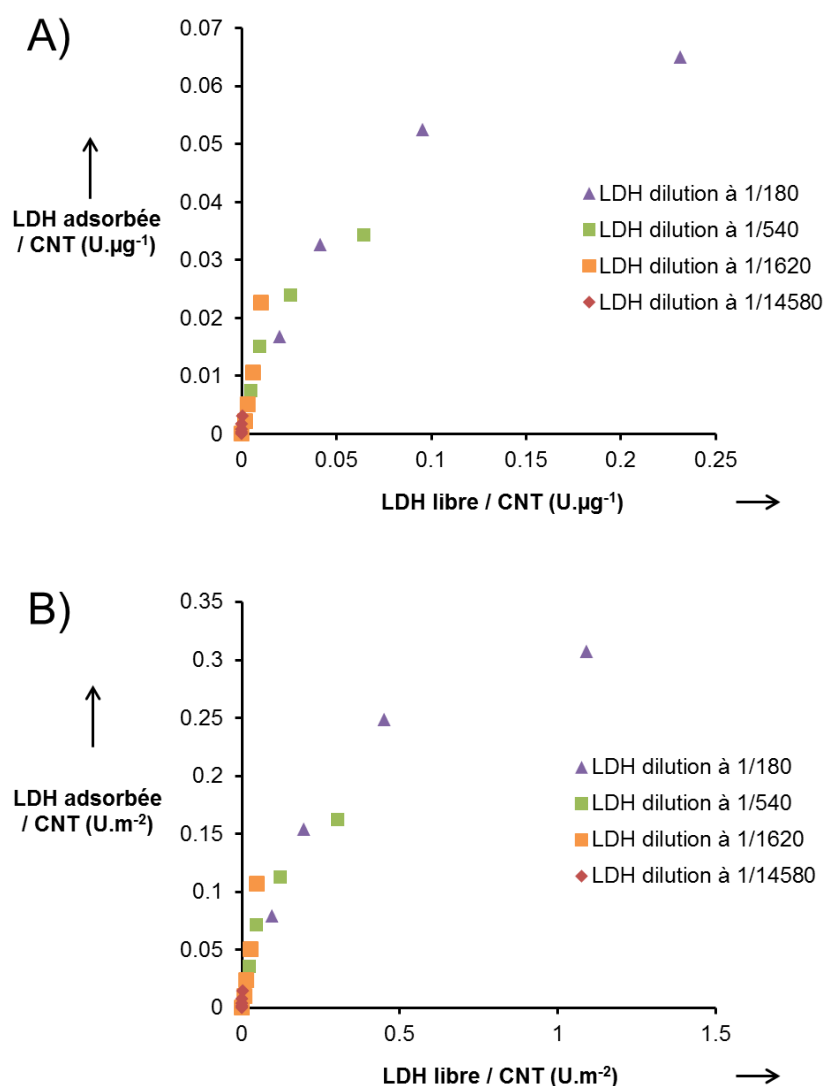 A)
0.07
0.06
0.05
0.04
0.03
0.02
0.01
0
LDH adsorbée
/ CNT (U.µg⁻¹)
LDH dilution à 1/180
LDH dilution à 1/540
LDH dilution à 1/1620
LDH dilution à 1/14580
0 0.05 0.1 0.15 0.2 0.25
LDH libre / CNT (U.µg⁻¹)
B)
0.35
0.3
0.25
0.2
0.15
0.1
0.05
0
LDH adsorbée
/ CNT (U.m⁻²)
LDH dilution à 1/180
LDH dilution à 1/540
LDH dilution à 1/1620
LDH dilution à 1/14580
0 0.5 1 1.5
LDH libre / CNT (U.m⁻²)